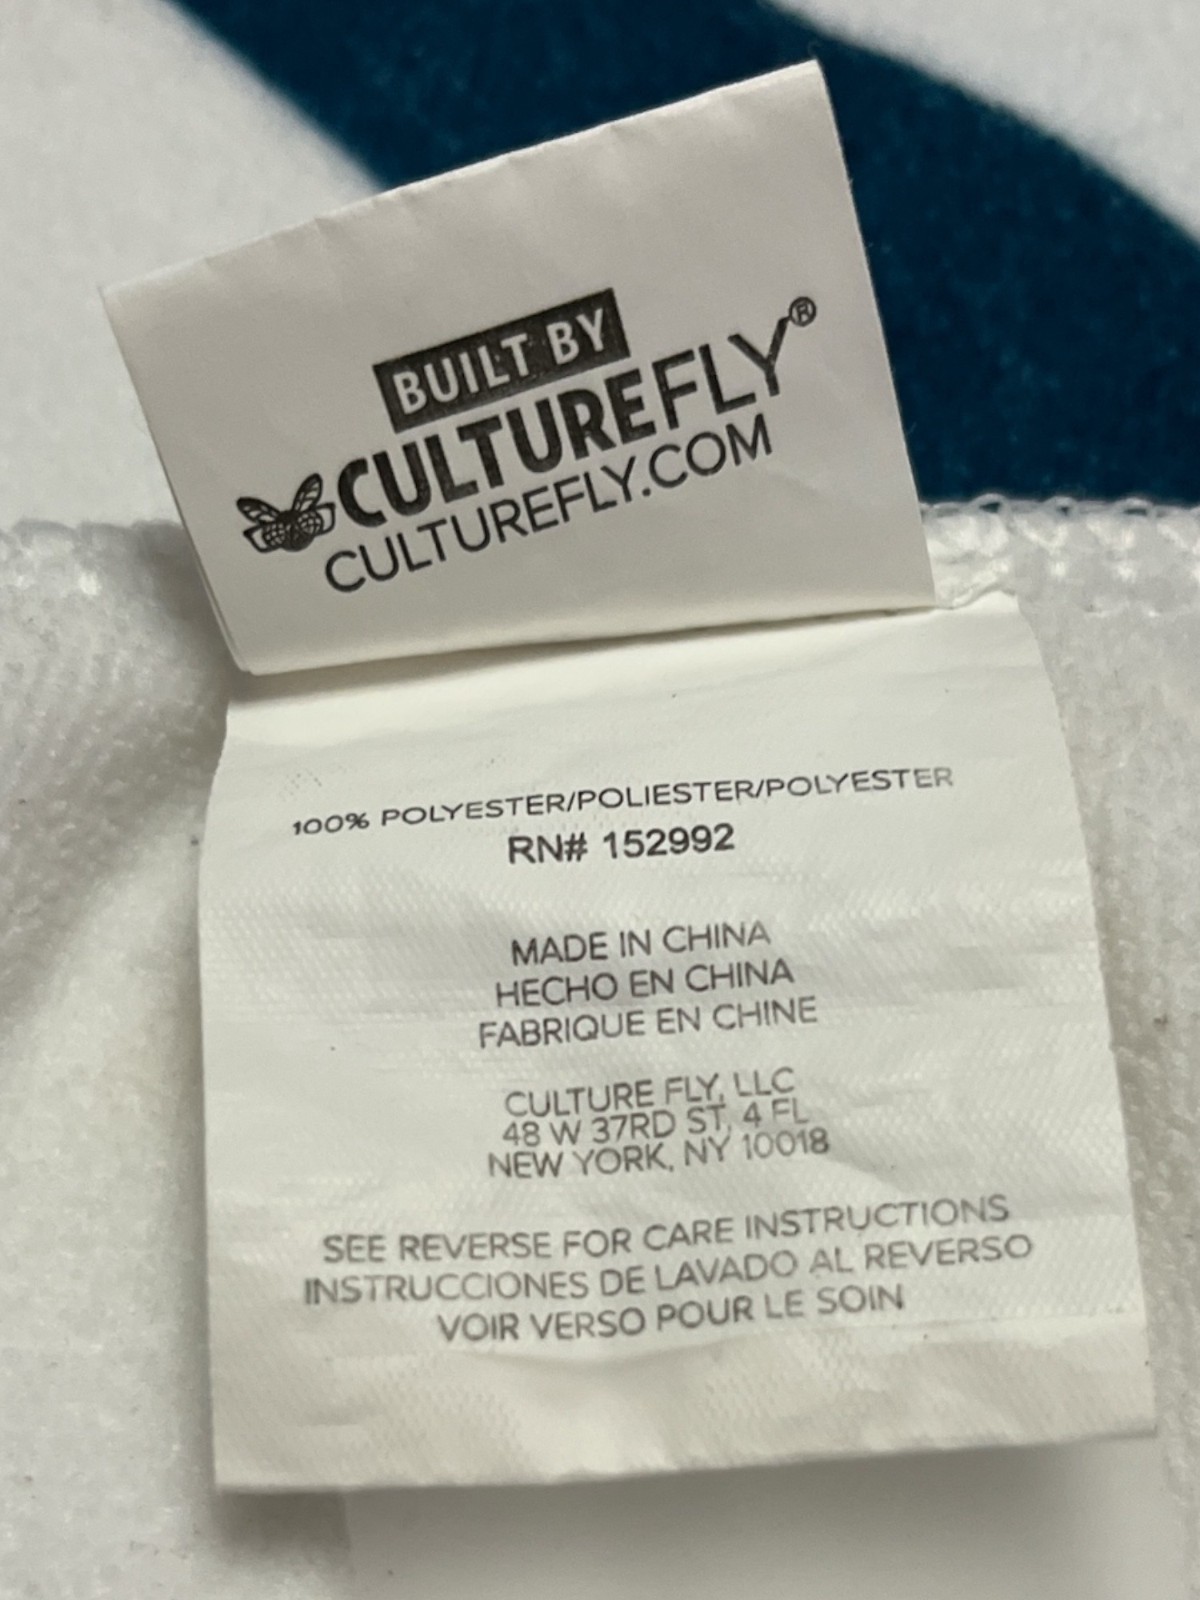 BUILT BY
CULTUREFLY®
CULTUREFLY.COM
100% POLYESTER/POLIESTER/POLYESTER
RN# 152992
MADE IN CHINA
HECHO EN CHINA
FABRIQUE EN CHINE
CULTURE FLY, LLC
48 W 37RD ST, 4 FL
NEW YORK, NY 10018
SEE REVERSE FOR CARE INSTRUCTIONS
INSTRUCCIONES DE LAVADO AL REVERSO
VOIR VERSO POUR LE SOIN